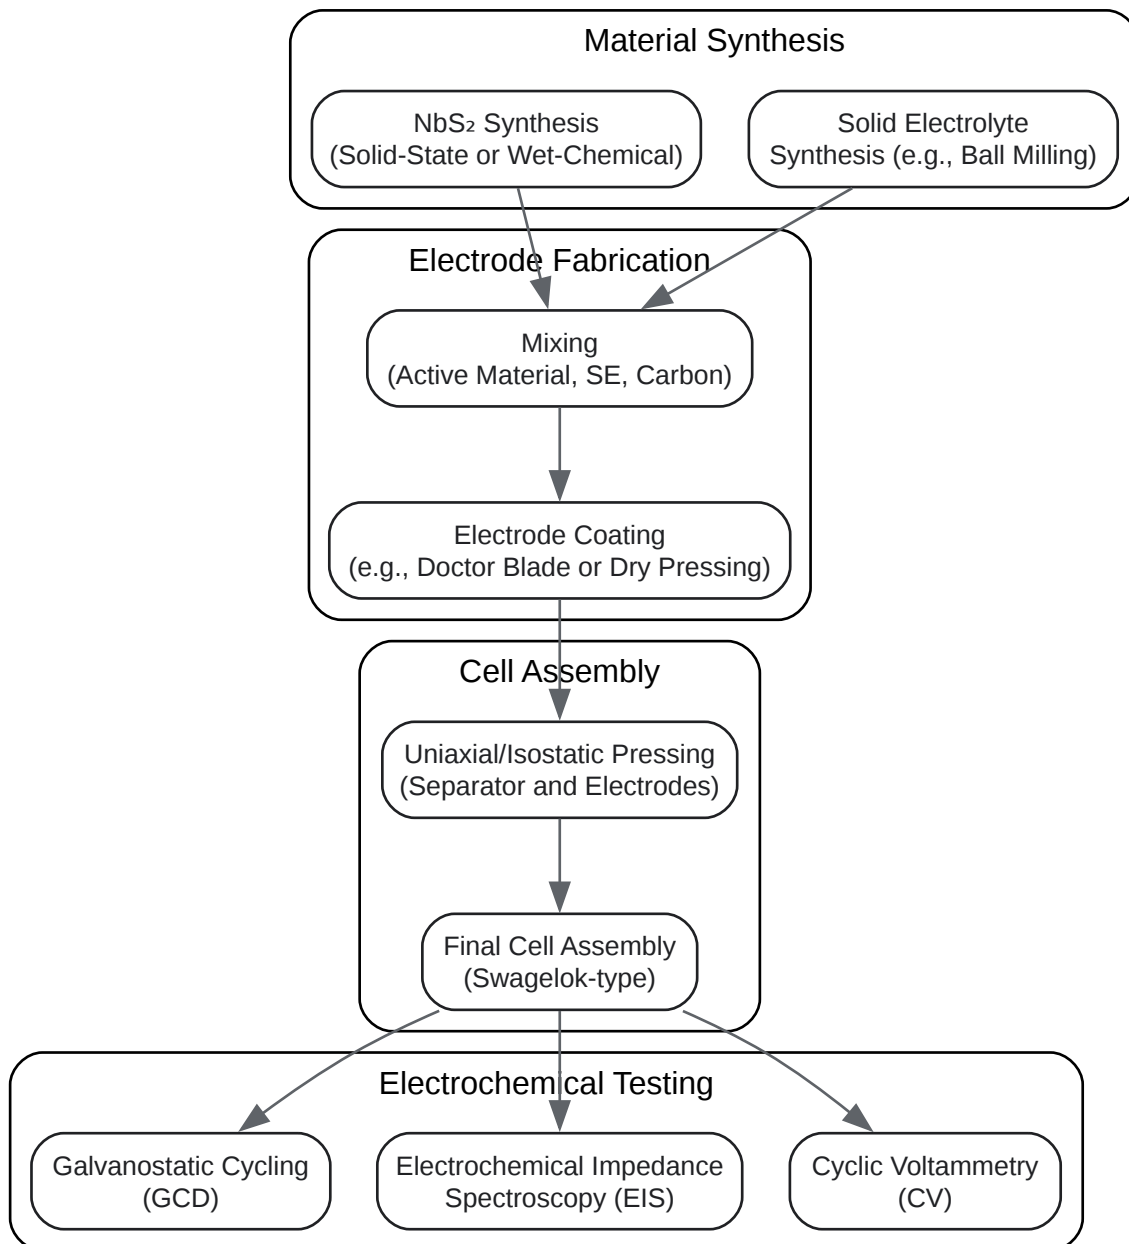 Material Synthesis
NbS₂ Synthesis
(Solid-State or Wet-Chemical)
Solid Electrolyte
Synthesis (e.g., Ball Milling)
Electrode Fabrication
Mixing
(Active Material, SE, Carbon)
Electrode Coating
(e.g., Doctor Blade or Dry Pressing)
Cell Assembly
Uniaxial/Isostatic Pressing
(Separator and Electrodes)
Final Cell Assembly
(Swagelok-type)
Electrochemical Testing
Galvanostatic Cycling
(GCD)
Electrochemical Impedance
Spectroscopy (EIS)
Cyclic Voltammetry
(CV)